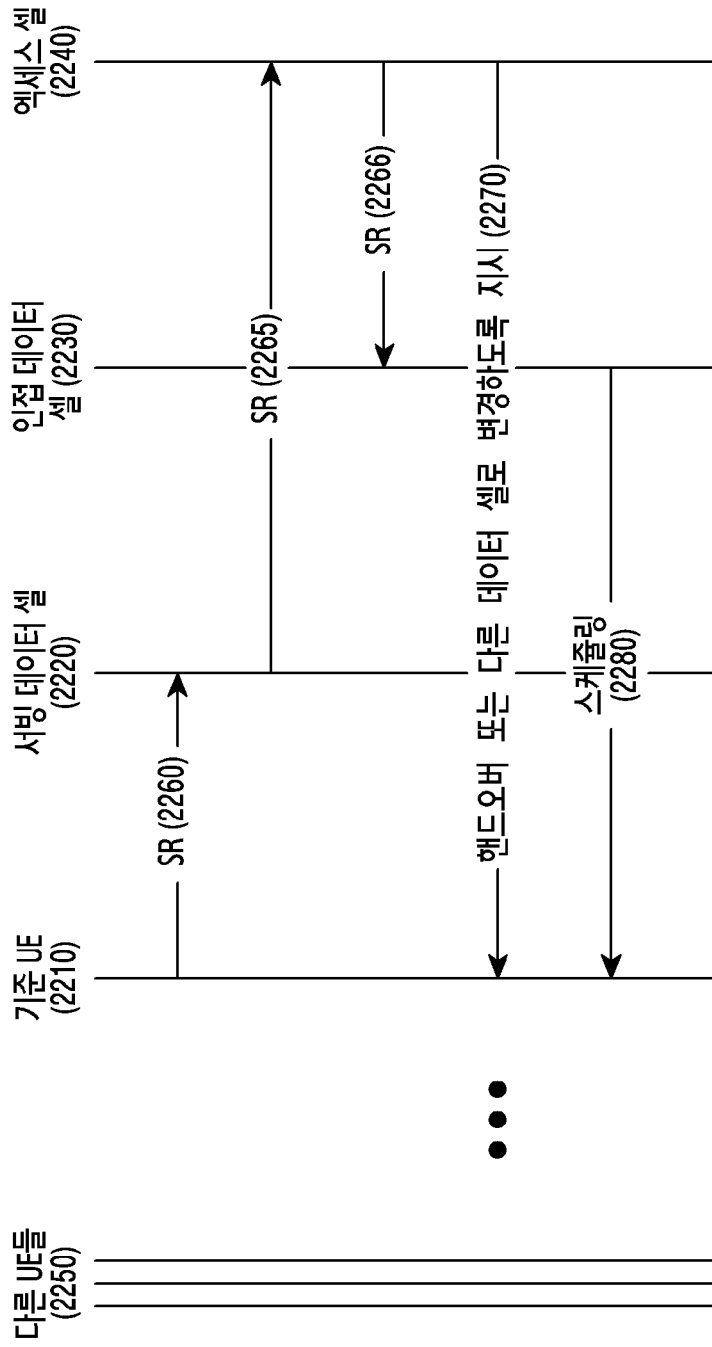 다른 UE들
(2250)
기준 UE
(2210)
서빙 데이터 셀
(2220)
인접 데이터
셀 (2230)
엑세스 셀
(2240)
SR (2260)
SR (2265)
SR (2266)
핸드오버 또는 다른 데이터 셀로 변경하도록 지시 (2270)
스케쥴링
(2280)